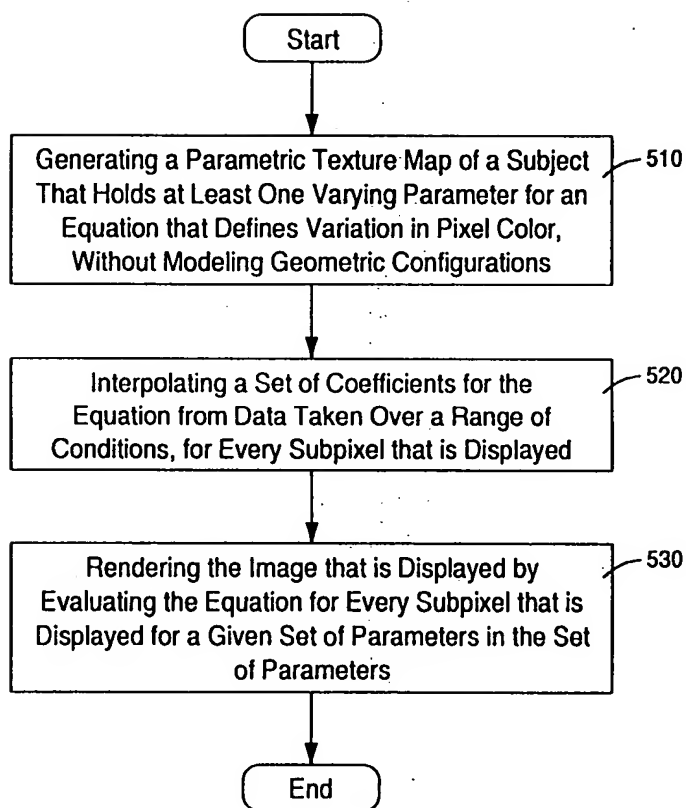 Start
Generating a Parametric Texture Map of a Subject
That Holds at Least One Varying Parameter for an
Equation that Defines Variation in Pixel Color,
Without Modeling Geometric Configurations
510
Interpolating a Set of Coefficients for the
Equation from Data Taken Over a Range of
Conditions, for Every Subpixel that is Displayed
520
Rendering the Image that is Displayed by
Evaluating the Equation for Every Subpixel that is
Displayed for a Given Set of Parameters in the Set
of Parameters
530
End